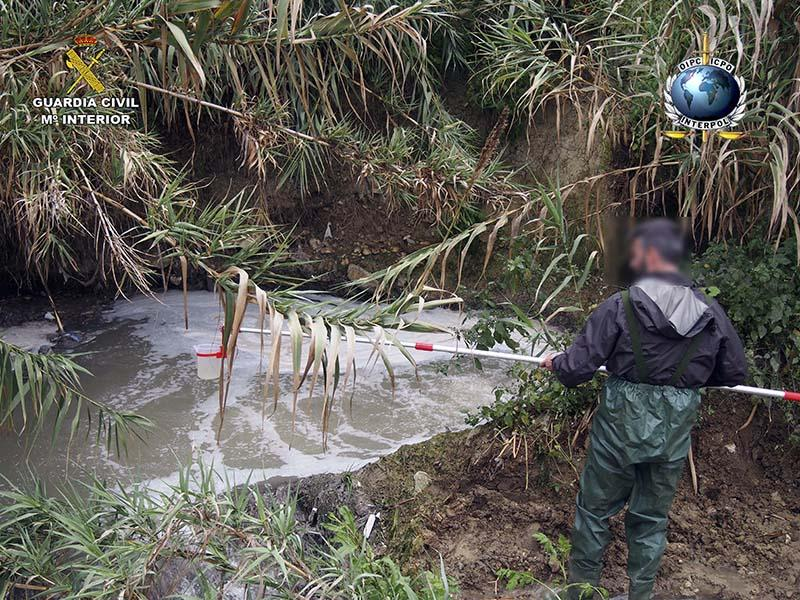 GUARDIA CIVIL
Mº INTERIOR
OIPC ICPO
INTERPOL